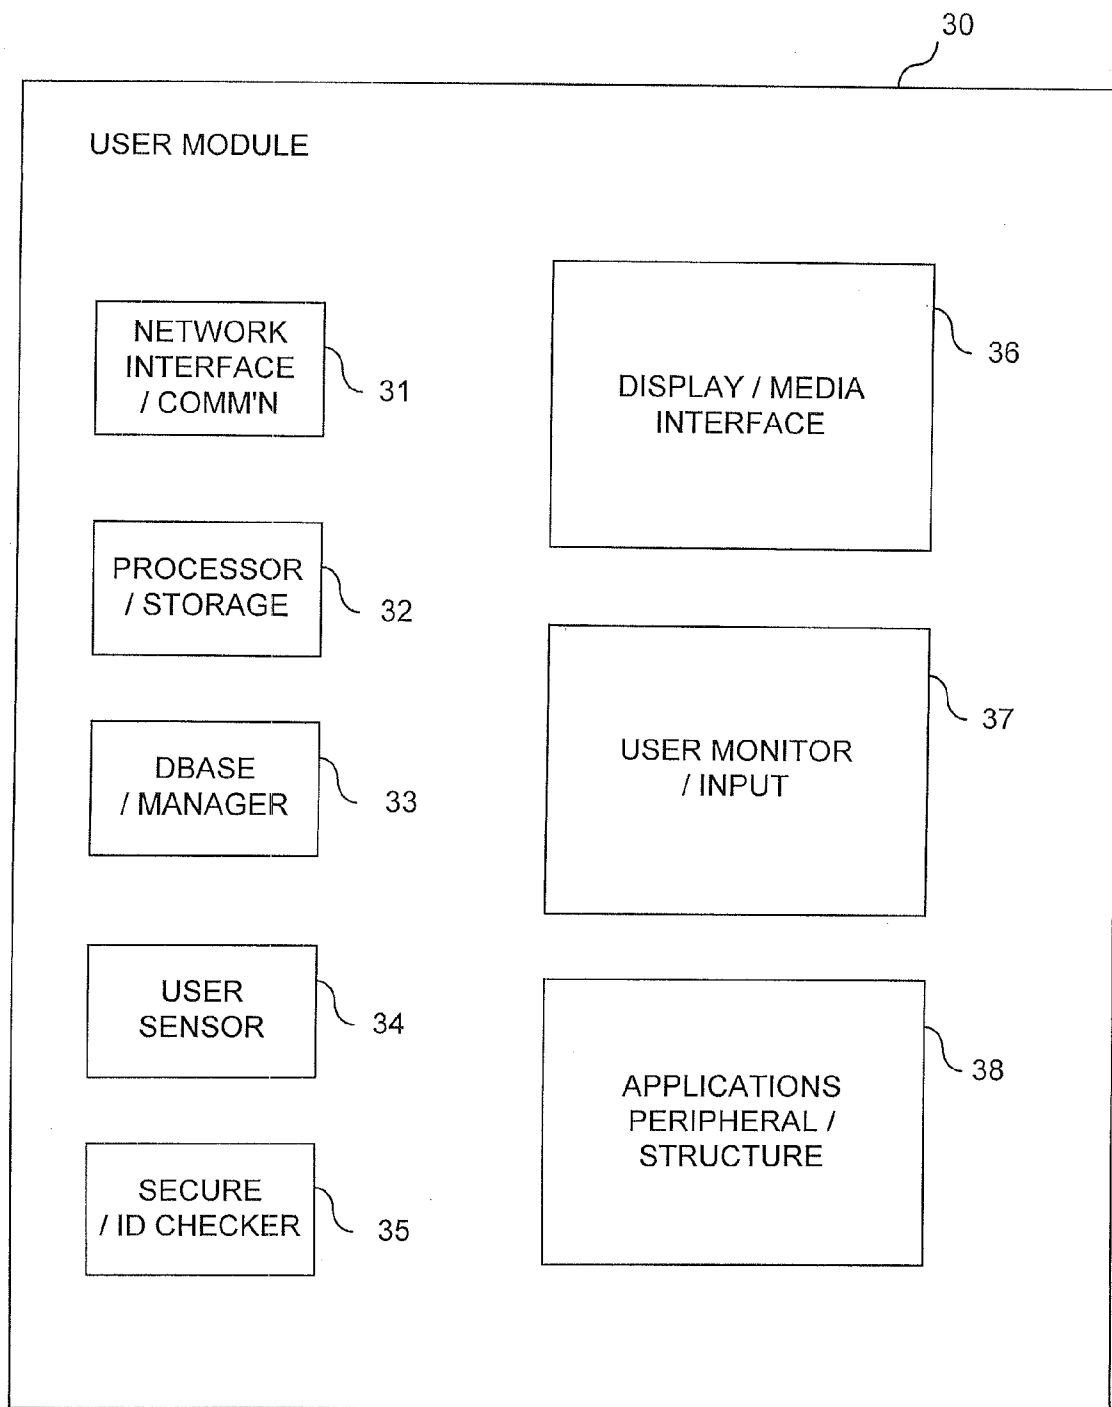 30
USER MODULE
NETWORK
INTERFACE
/ COMM'N
31
PROCESSOR
/ STORAGE
32
DBASE
/ MANAGER
33
USER
SENSOR
34
SECURE
/ ID CHECKER
35
DISPLAY / MEDIA
INTERFACE
36
USER MONITOR
/ INPUT
37
APPLICATIONS
PERIPHERAL /
STRUCTURE
38